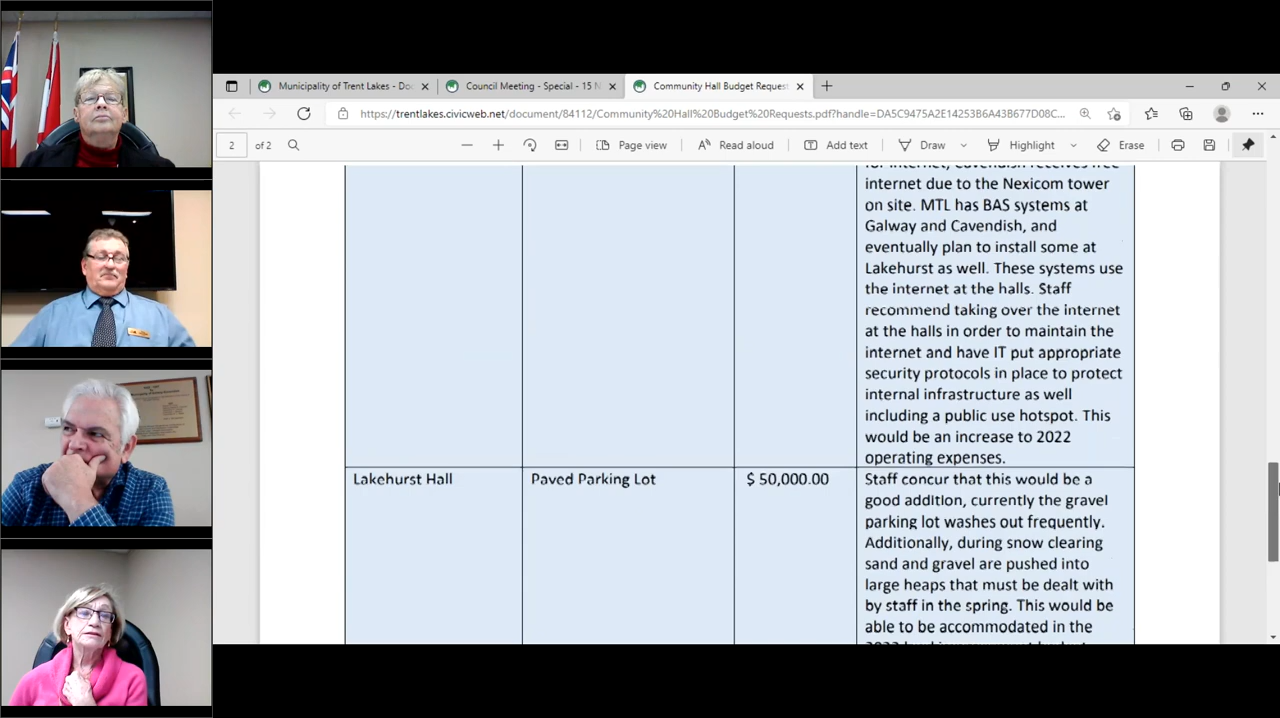 Municipality of Trent Lakes - Doc
Council Meeting - Special - 15 N
Community Hall Budget Request
https://trentlakes.civicweb.net/document/84112/Community%20Hall%20Budget%20Requests.pdf?handle=DA5C9475A2E14253B6A43B677D08C...
2 of 2
Page view
Read aloud
Add text
Draw
Highlight
Erase
for internet, Cavendish receives free
internet due to the Nexicom tower
on site. MTL has BAS systems at
Galway and Cavendish, and
eventually plan to install some at
Lakehurst as well. These systems use
the internet at the halls. Staff
recommend taking over the internet
at the halls in order to maintain the
internet and have IT put appropriate
security protocols in place to protect
internal infrastructure as well
including a public use hotspot. This
would be an increase to 2022
operating expenses.
Lakehurst Hall
Paved Parking Lot
$ 50,000.00
Staff concur that this would be a
good addition, currently the gravel
parking lot washes out frequently.
Additionally, during snow clearing
sand and gravel are pushed into
large heaps that must be dealt with
by staff in the spring. This would be
able to be accommodated in the